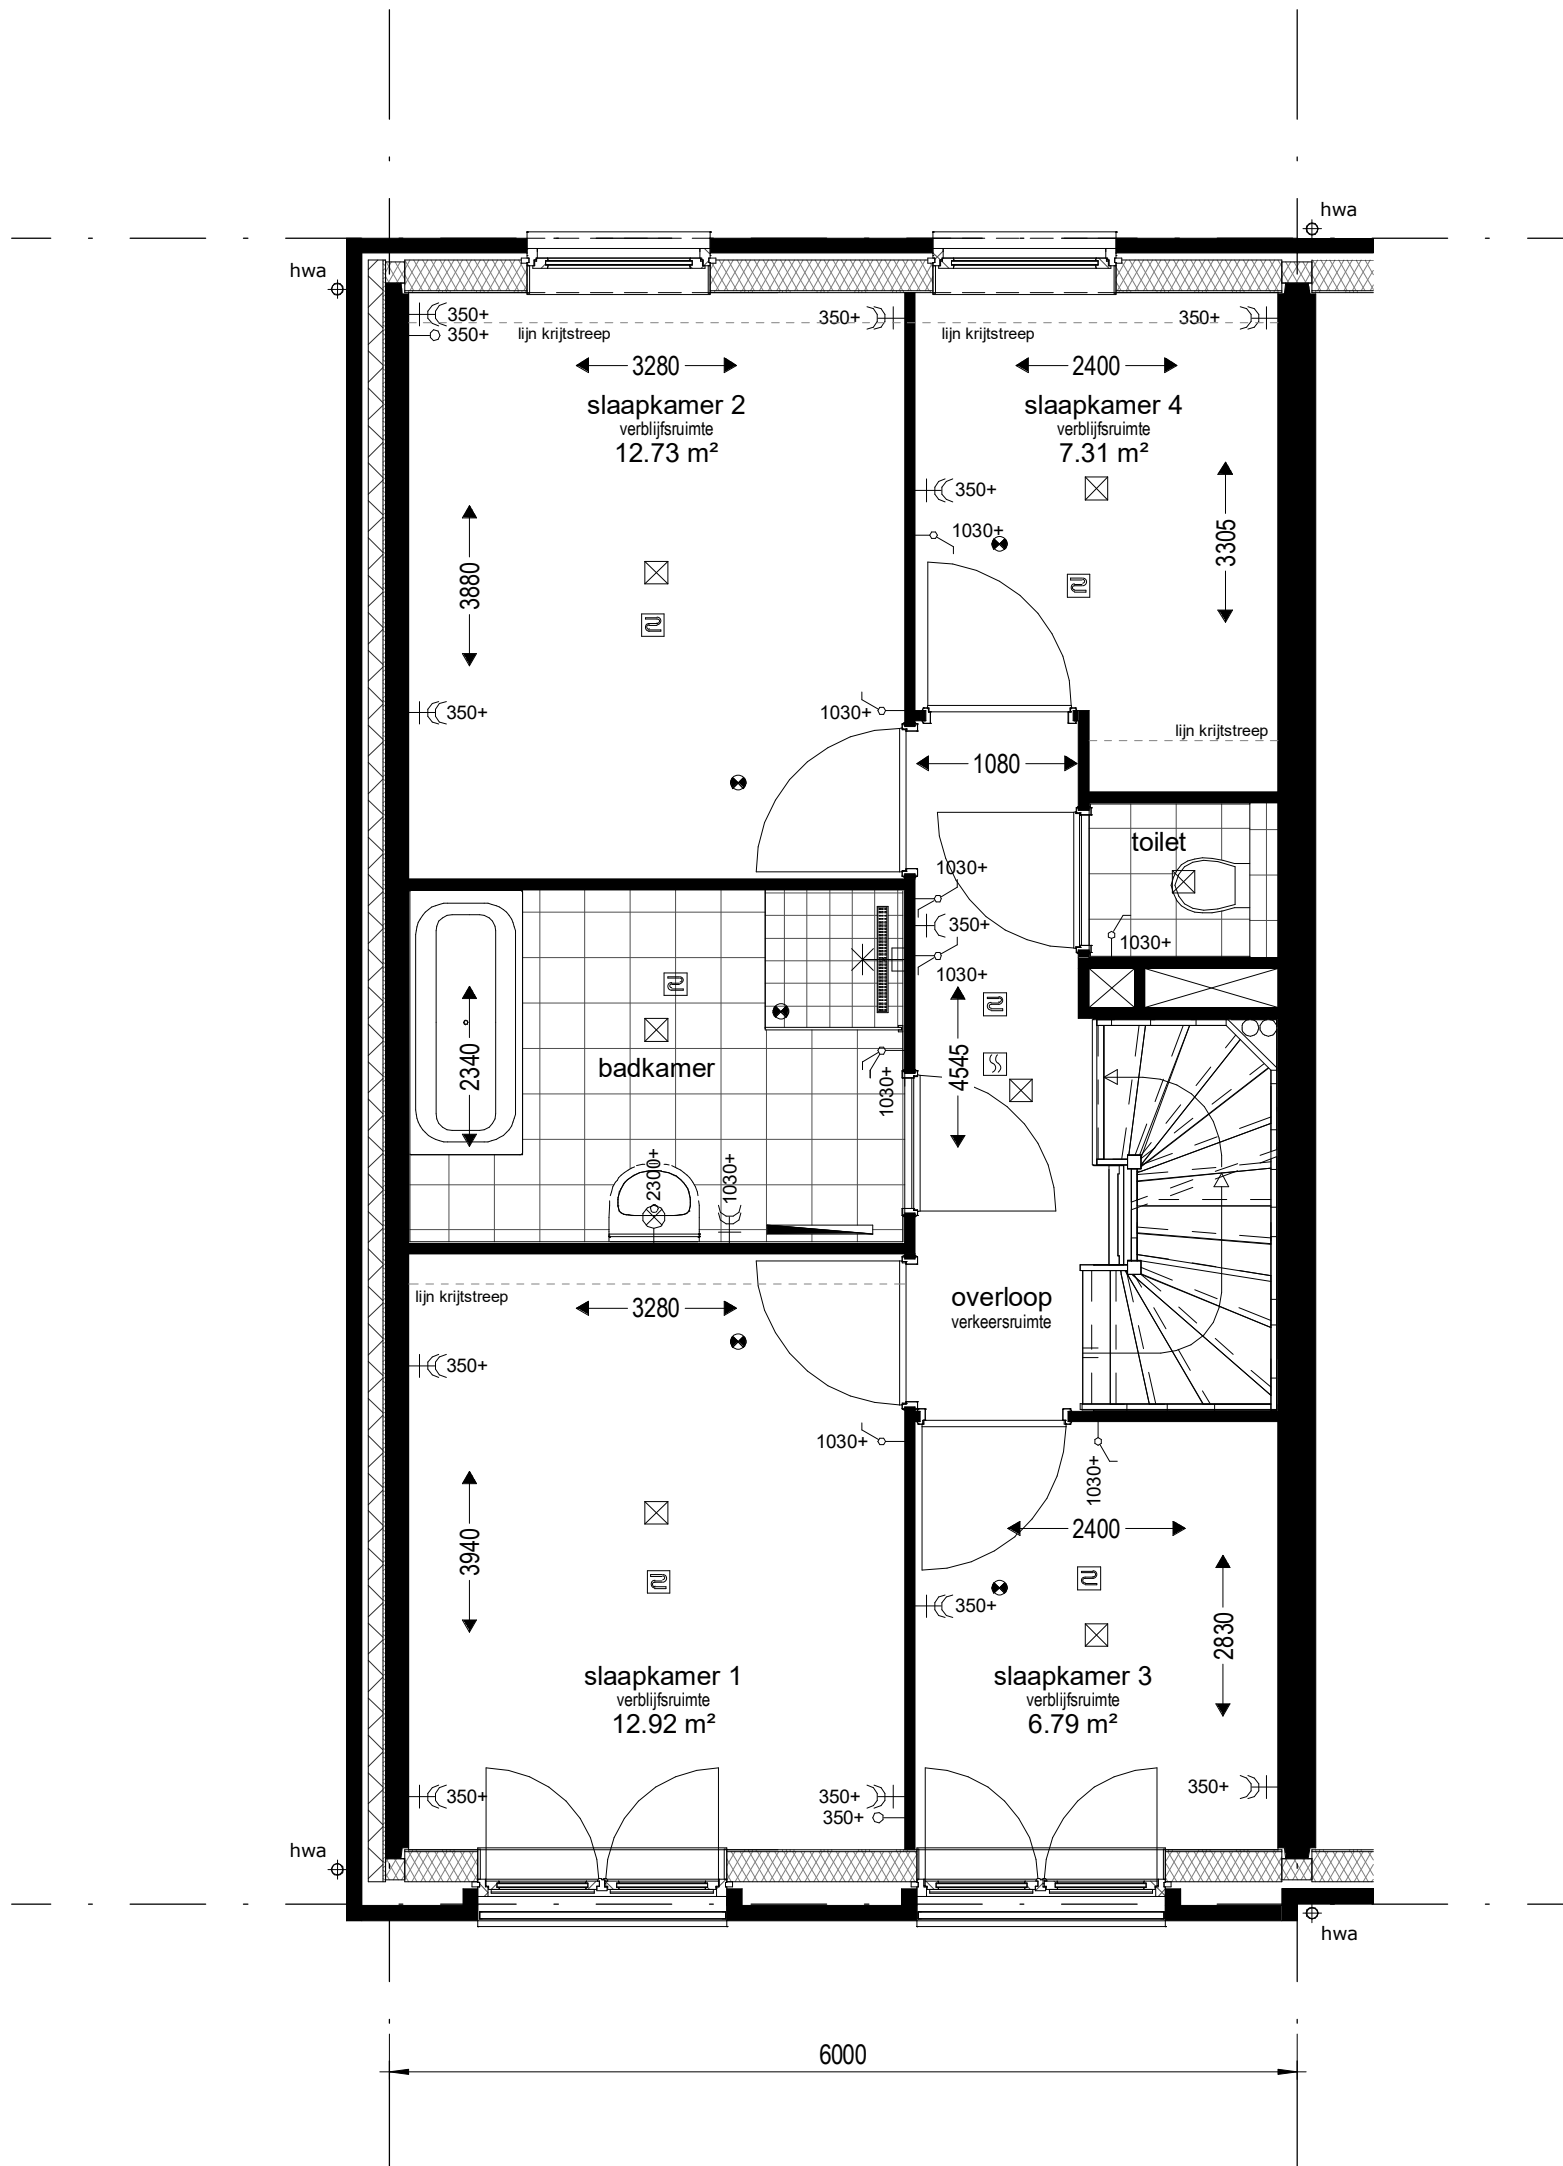 hwa
hwa
350+
350+
lijn krijtstreep
350+
lijn krijtstreep
350+
3280
2400
slaapkamer 2
verblijfsruimte
12.73 m²
slaapkamer 4
verblijfsruimte
7.31 m²
350+
1030+
3305
3880
350+
1030+
lijn krijtstreep
1080
toilet
1030+
350+
1030+
1030+
2340
badkamer
4545
1030+
2300+
1030+
lijn krijtstreep
3280
overloop
verkeersruimte
350+
1030+
1030+
2400
3940
350+
2830
slaapkamer 1
verblijfsruimte
12.92 m²
slaapkamer 3
verblijfsruimte
6.79 m²
350+
350+
350+
350+
hwa
hwa
6000